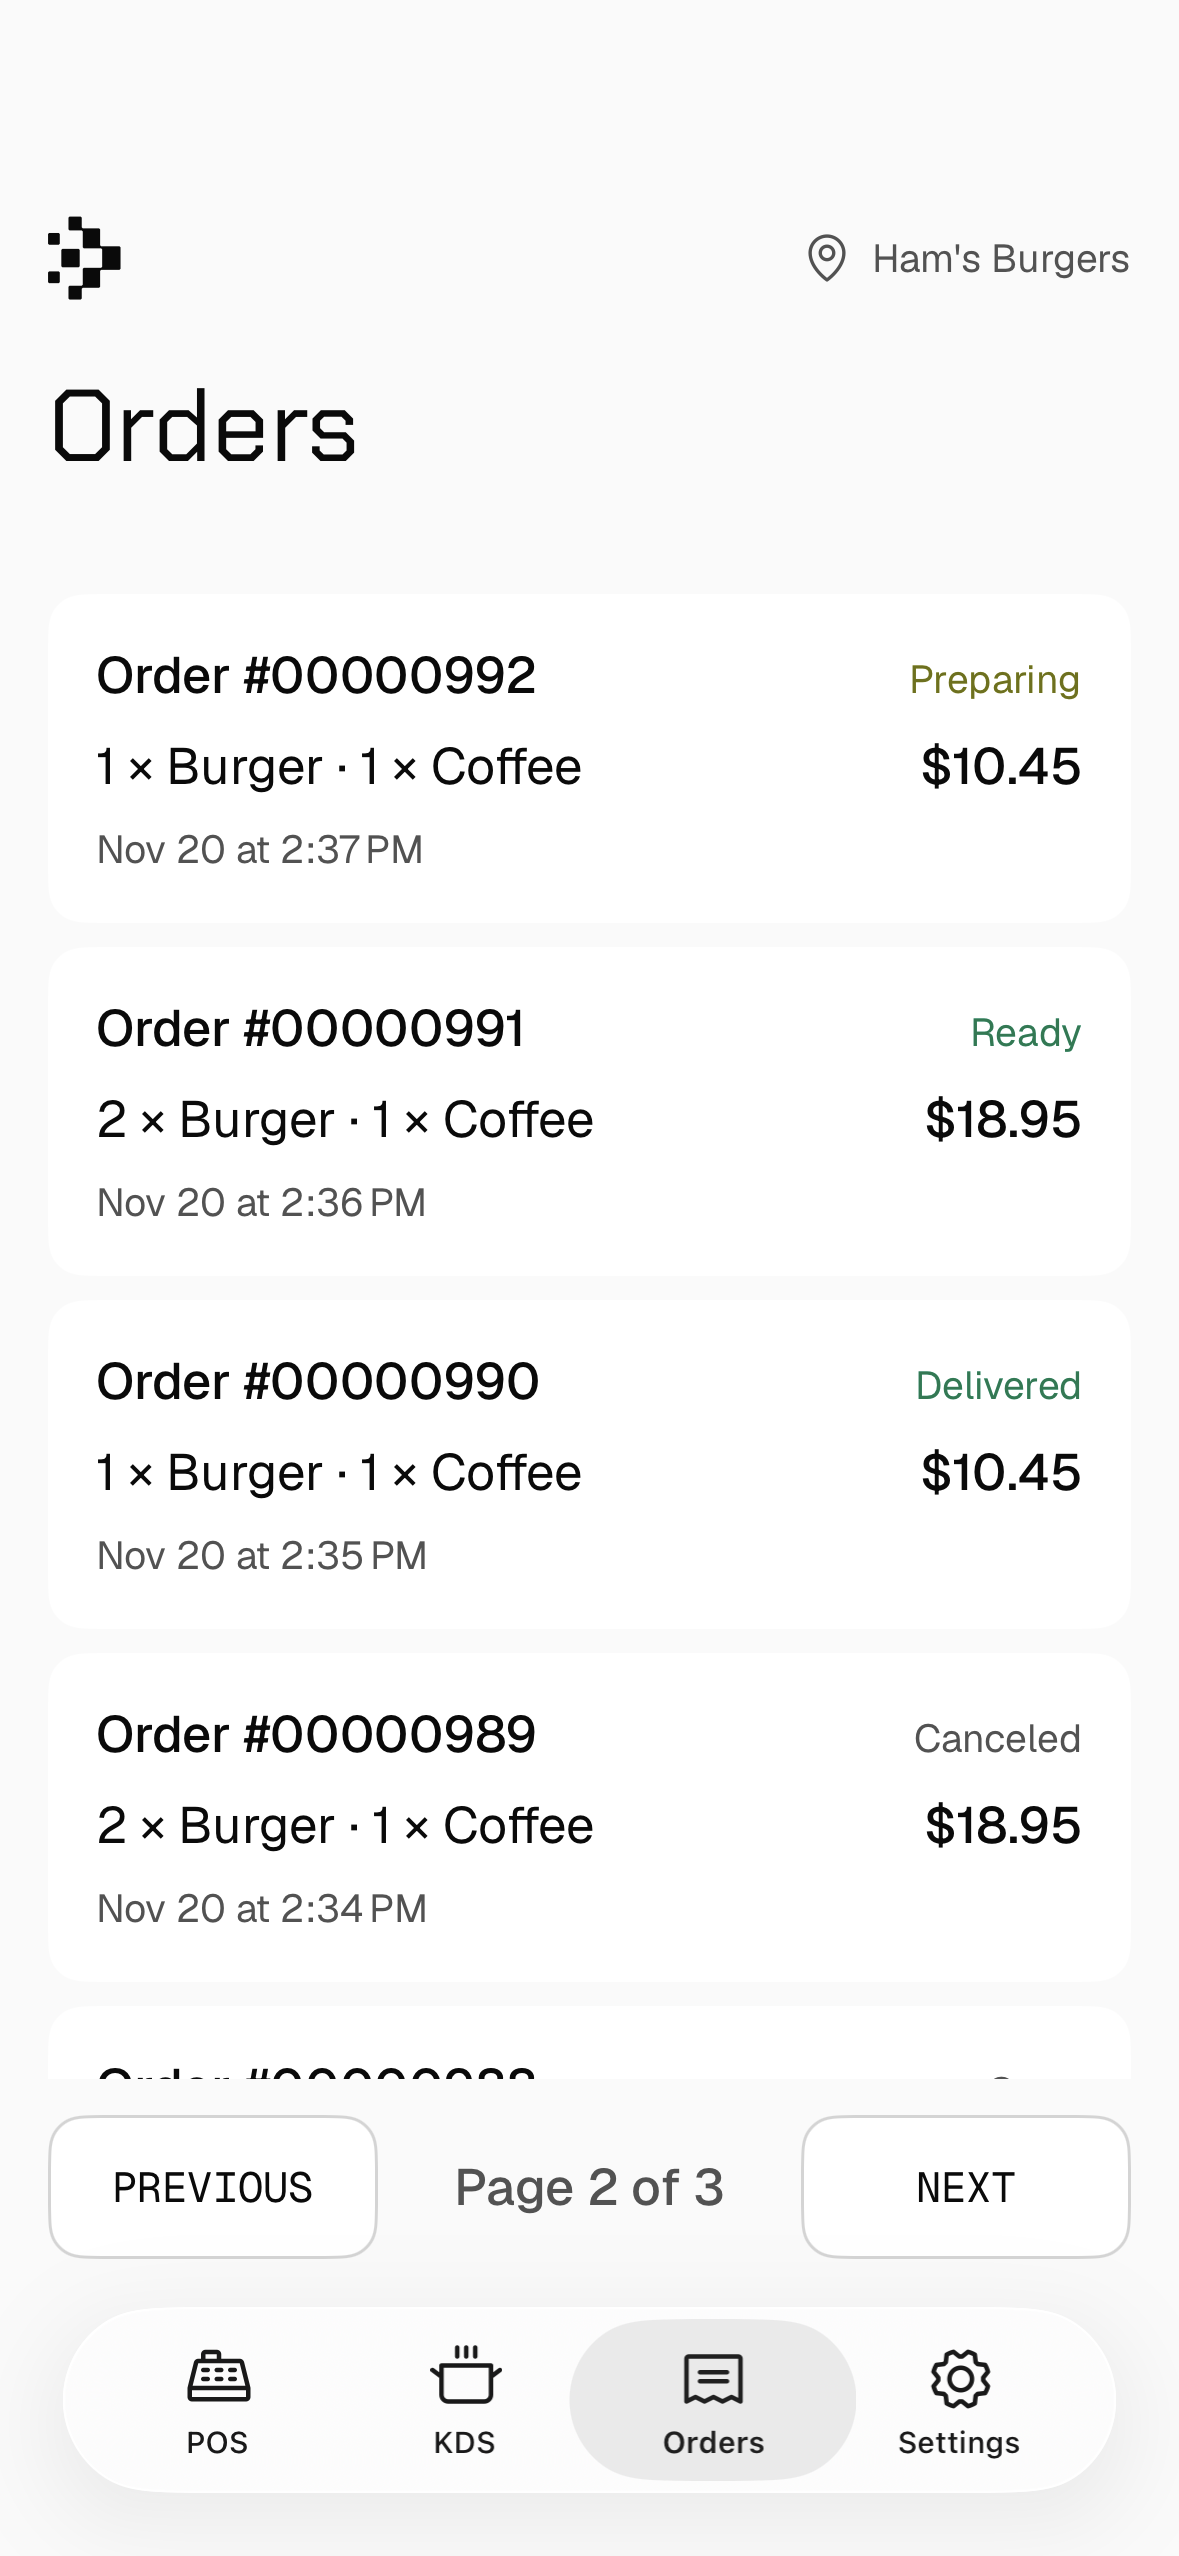 Ham's Burgers
Orders
Order #00000992
Preparing
1 × Burger · 1 × Coffee
$10.45
Nov 20 at 2:37 PM
Order #00000991
Ready
2 × Burger · 1 × Coffee
$18.95
Nov 20 at 2:36 PM
Order #00000990
Delivered
1 × Burger · 1 × Coffee
$10.45
Nov 20 at 2:35 PM
Order #00000989
Canceled
2 × Burger · 1 × Coffee
$18.95
Nov 20 at 2:34 PM
Order #00000988
PREVIOUS
Page 2 of 3
NEXT
POS
KDS
Orders
Settings